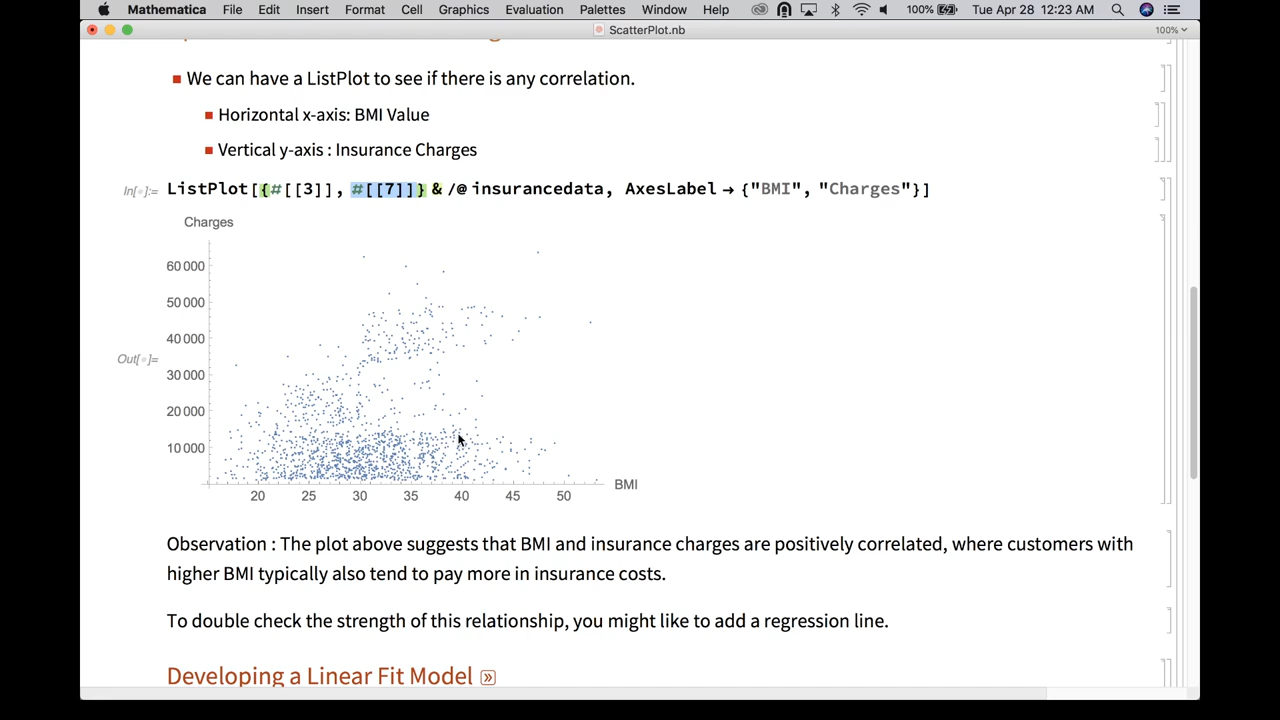 Mathematica File Edit Insert Format Cell Graphics Evaluation Palettes Window Help 100% Tue Apr 28 12:23 AM
ScatterPlot.nb 100%
We can have a ListPlot to see if there is any correlation.
Horizontal x-axis: BMI Value
Vertical y-axis : Insurance Charges
In[∘]:= ListPlot[{#[[3]], #[[7]]} & /@ insurancedata, AxesLabel → {"BMI", "Charges"}]
Charges
60 000
50 000
40 000
Out[∘]=
30 000
20 000
10 000
BMI
20 25 30 35 40 45 50
Observation : The plot above suggests that BMI and insurance charges are positively correlated, where customers with
higher BMI typically also tend to pay more in insurance costs.
To double check the strength of this relationship, you might like to add a regression line.
Developing a Linear Fit Model »